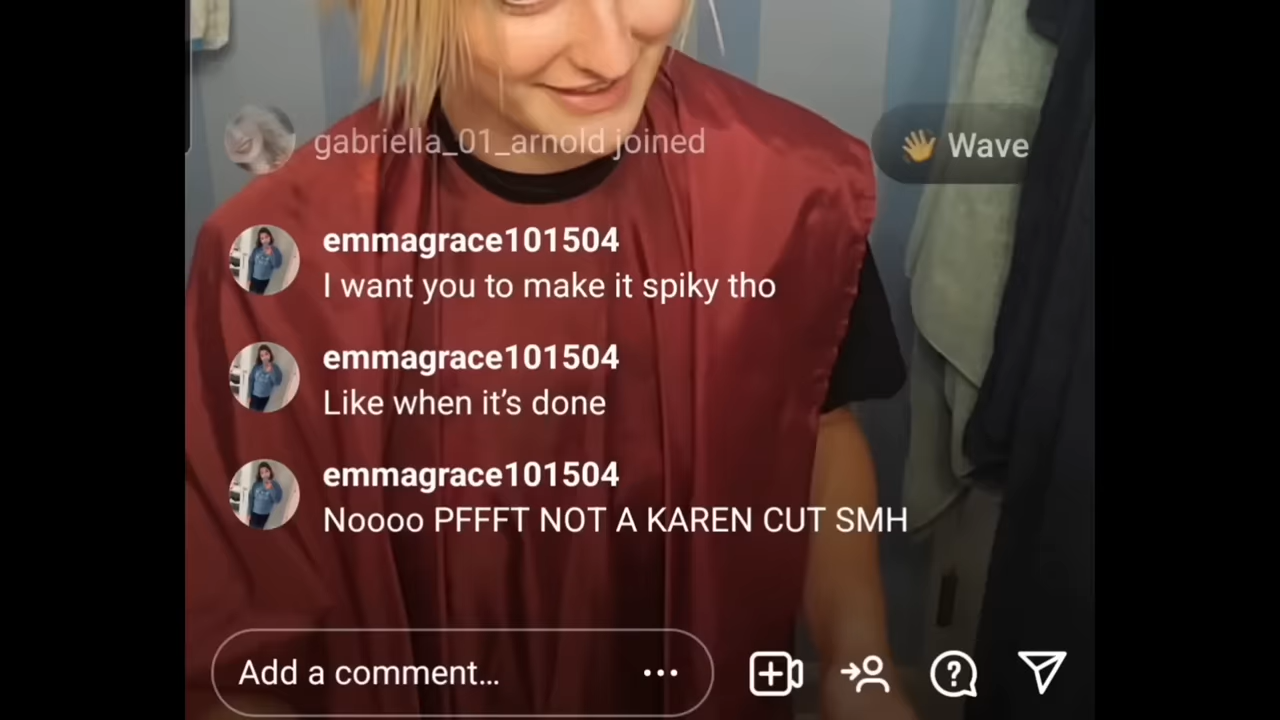 gabriella_01_arnold joined
👋 Wave
emmagrace101504
I want you to make it spiky tho
emmagrace101504
Like when it’s done
emmagrace101504
Noooo PFFFT NOT A KAREN CUT SMH
Add a comment...